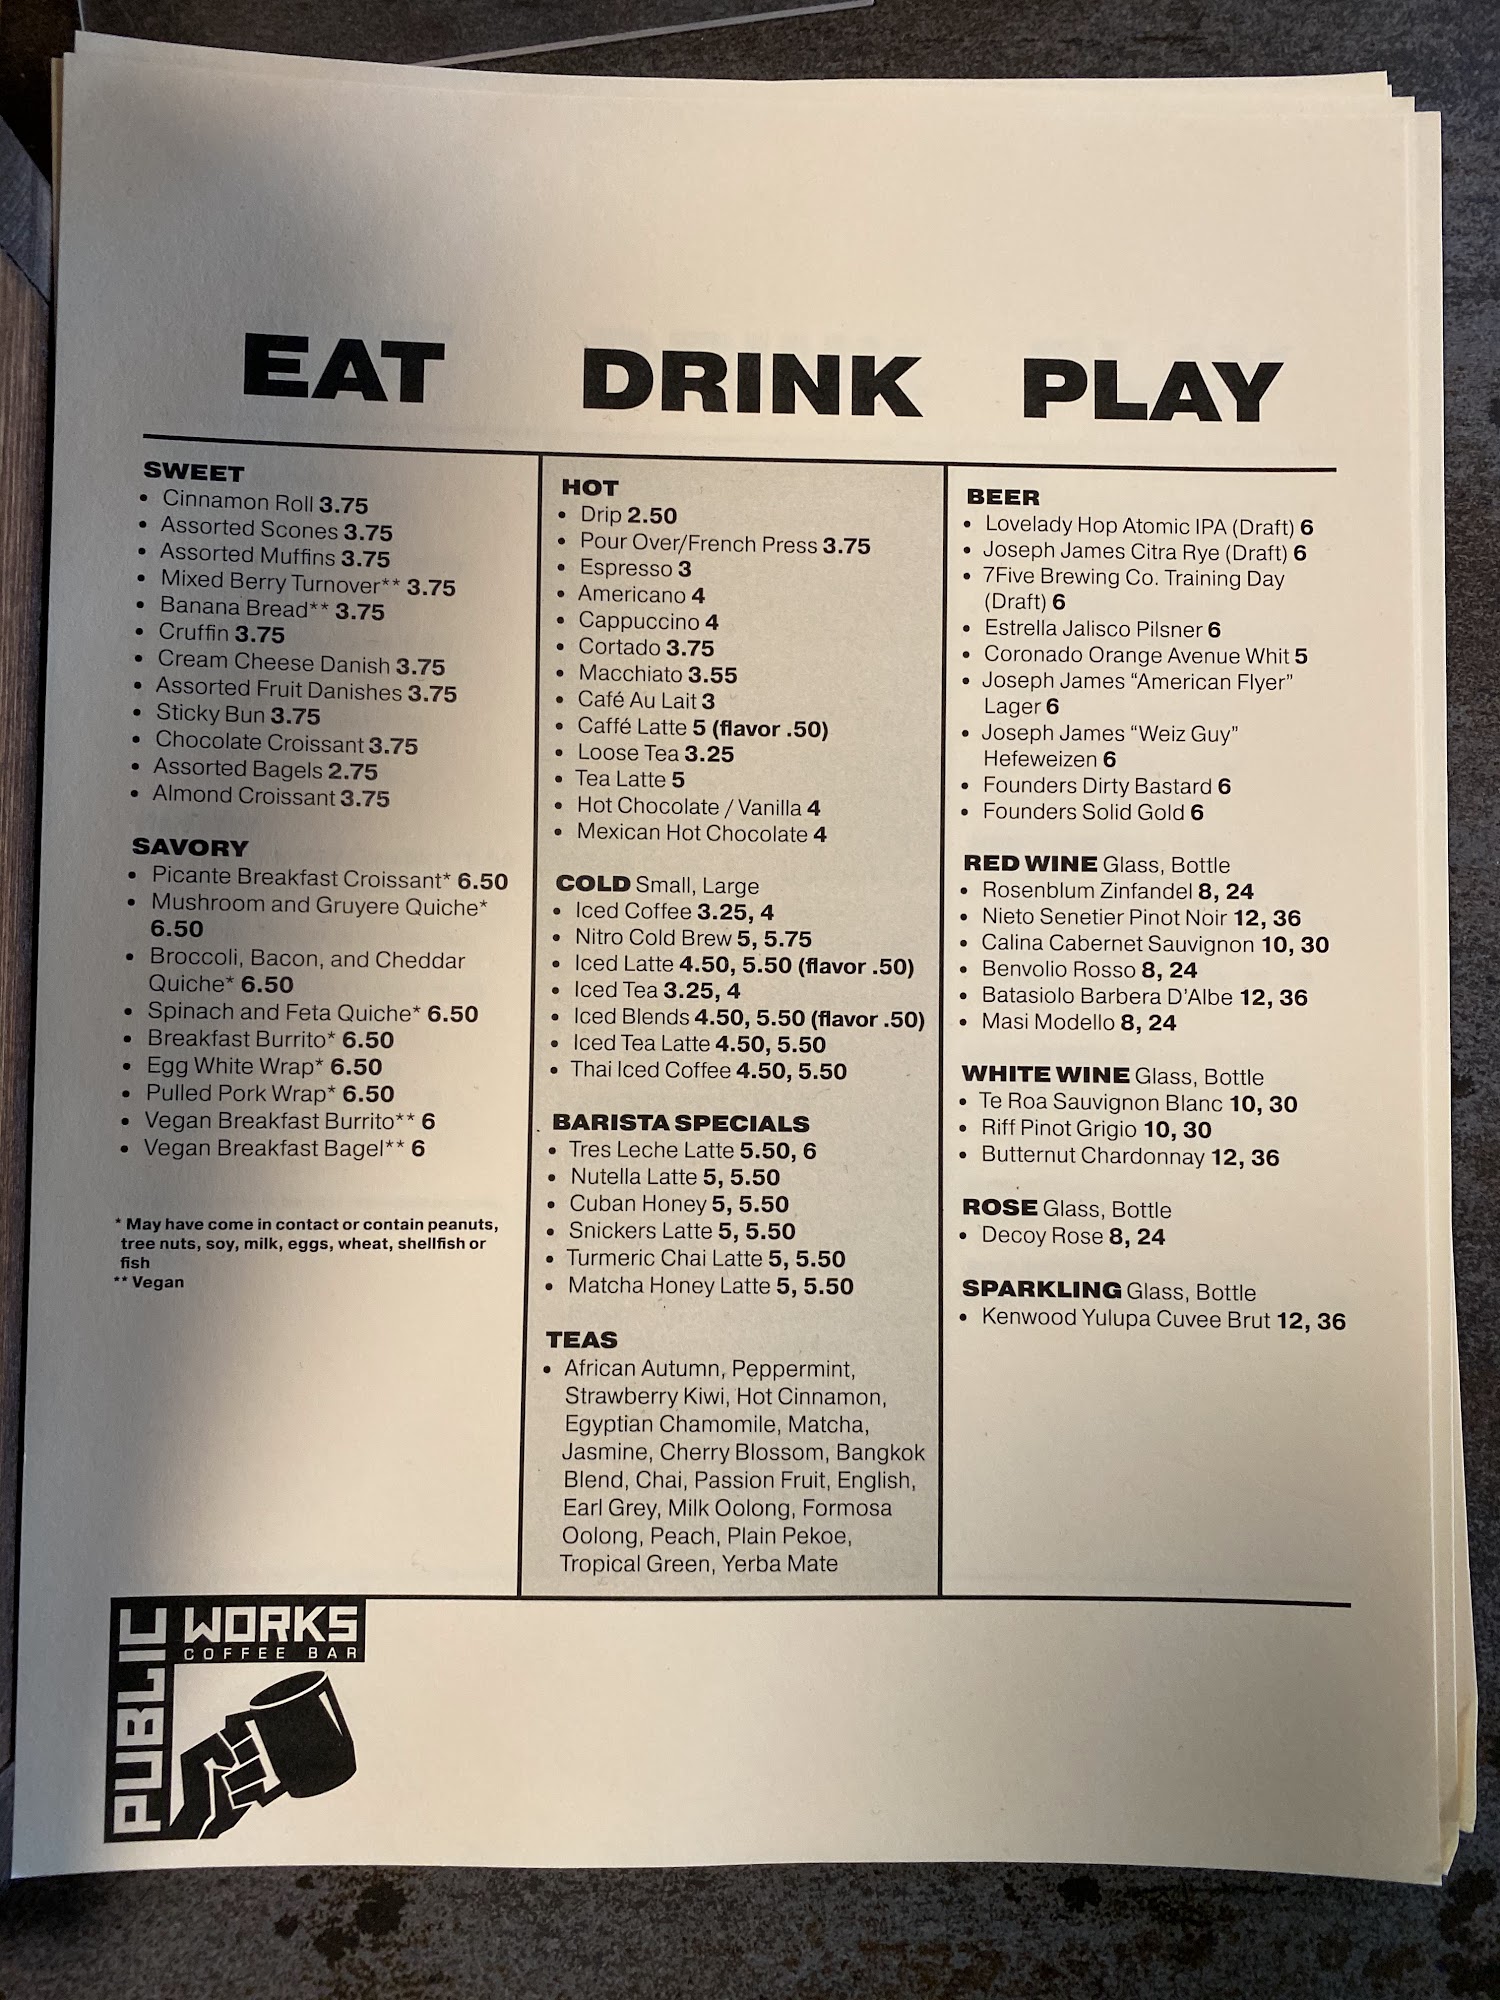 EAT DRINK PLAY
SWEET
• Cinnamon Roll 3.75
• Assorted Scones 3.75
• Assorted Muffins 3.75
• Mixed Berry Turnover** 3.75
• Banana Bread** 3.75
• Cruffin 3.75
• Cream Cheese Danish 3.75
• Assorted Fruit Danishes 3.75
• Sticky Bun 3.75
• Chocolate Croissant 3.75
• Assorted Bagels 2.75
• Almond Croissant 3.75
SAVORY
• Picante Breakfast Croissant* 6.50
• Mushroom and Gruyere Quiche*
6.50
• Broccoli, Bacon, and Cheddar
Quiche* 6.50
• Spinach and Feta Quiche* 6.50
• Breakfast Burrito* 6.50
• Egg White Wrap* 6.50
• Pulled Pork Wrap* 6.50
• Vegan Breakfast Burrito** 6
• Vegan Breakfast Bagel** 6
* May have come in contact or contain peanuts,
tree nuts, soy, milk, eggs, wheat, shellfish or
fish
** Vegan
HOT
• Drip 2.50
• Pour Over/French Press 3.75
• Espresso 3
• Americano 4
• Cappuccino 4
• Cortado 3.75
• Macchiato 3.55
• Café Au Lait 3
• Caffé Latte 5 (flavor .50)
• Loose Tea 3.25
• Tea Latte 5
• Hot Chocolate / Vanilla 4
• Mexican Hot Chocolate 4
COLD Small, Large
• Iced Coffee 3.25, 4
• Nitro Cold Brew 5, 5.75
• Iced Latte 4.50, 5.50 (flavor .50)
• Iced Tea 3.25, 4
• Iced Blends 4.50, 5.50 (flavor .50)
• Iced Tea Latte 4.50, 5.50
• Thai Iced Coffee 4.50, 5.50
BARISTA SPECIALS
• Tres Leche Latte 5.50, 6
• Nutella Latte 5, 5.50
• Cuban Honey 5, 5.50
• Snickers Latte 5, 5.50
• Turmeric Chai Latte 5, 5.50
• Matcha Honey Latte 5, 5.50
TEAS
• African Autumn, Peppermint,
Strawberry Kiwi, Hot Cinnamon,
Egyptian Chamomile, Matcha,
Jasmine, Cherry Blossom, Bangkok
Blend, Chai, Passion Fruit, English,
Earl Grey, Milk Oolong, Formosa
Oolong, Peach, Plain Pekoe,
Tropical Green, Yerba Mate
BEER
• Lovelady Hop Atomic IPA (Draft) 6
• Joseph James Citra Rye (Draft) 6
• 7Five Brewing Co. Training Day
(Draft) 6
• Estrella Jalisco Pilsner 6
• Coronado Orange Avenue Whit 5
• Joseph James “American Flyer”
Lager 6
• Joseph James “Weiz Guy”
Hefeweizen 6
• Founders Dirty Bastard 6
• Founders Solid Gold 6
RED WINE Glass, Bottle
• Rosenblum Zinfandel 8, 24
• Nieto Senetier Pinot Noir 12, 36
• Calina Cabernet Sauvignon 10, 30
• Benvolio Rosso 8, 24
• Batasiolo Barbera D’Albe 12, 36
• Masi Modello 8, 24
WHITE WINE Glass, Bottle
• Te Roa Sauvignon Blanc 10, 30
• Riff Pinot Grigio 10, 30
• Butternut Chardonnay 12, 36
ROSE Glass, Bottle
• Decoy Rose 8, 24
SPARKLING Glass, Bottle
• Kenwood Yulupa Cuvee Brut 12, 36
PUBLIC
WORKS
COFFEE BAR